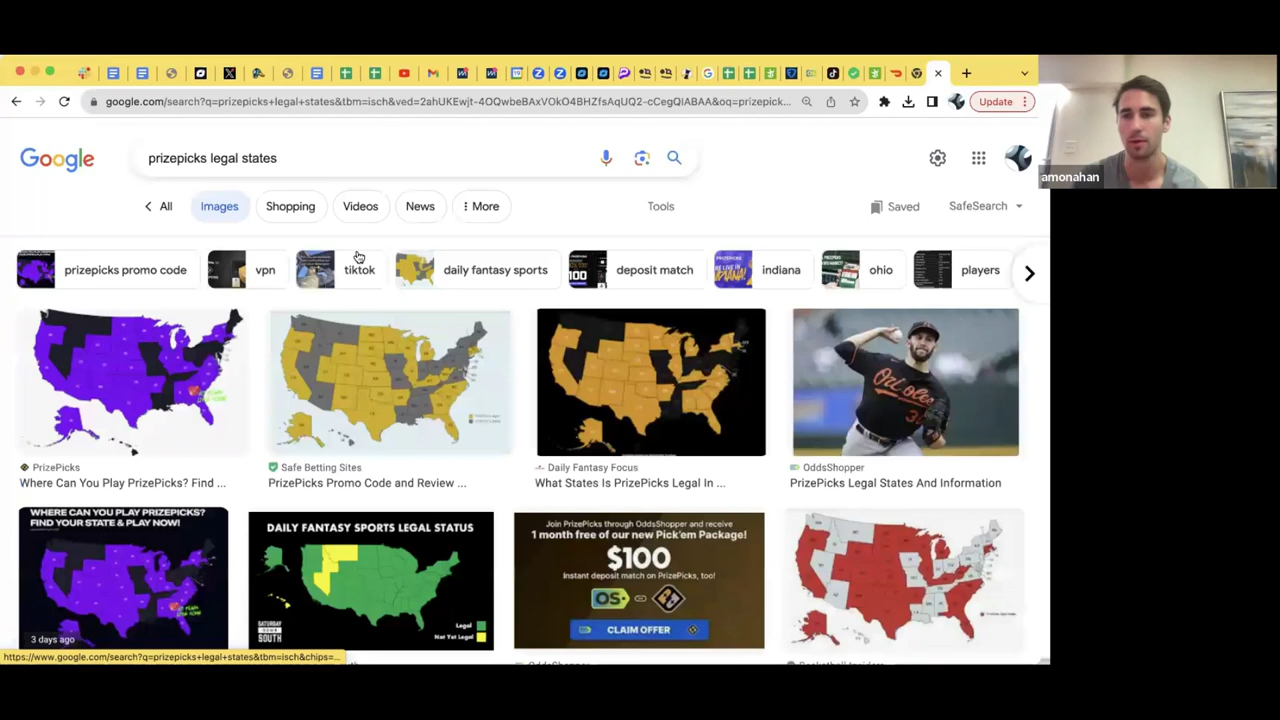 google.com/search?q=prizepicks+legal+states&tbm=isch&ved=2ahUKEwjt-4OQwbeBAxVOkO4BHZfsAqUQ2-cCegQIABAA&oq=prizepick...
Update
amonahan
Google
prizepicks legal states
All
Images
Shopping
Videos
News
More
Tools
Saved
SafeSearch
prizepicks promo code
vpn
tiktok
daily fantasy sports
100
deposit match
indiana
ohio
players
PrizePicks
Where Can You Play PrizePicks? Find ...
Safe Betting Sites
PrizePicks Promo Code and Review ...
Daily Fantasy Focus
What States Is PrizePicks Legal In ...
OddsShopper
PrizePicks Legal States And Information
WHERE CAN YOU PLAY PRIZEPICKS?
FIND YOUR STATE & PLAY NOW!
3 days ago
DAILY FANTASY SPORTS LEGAL STATUS
SATURDAY
SOUTH
Legal
Not Yet Legal
Join PrizePicks through OddsShopper and receive
1 month free of our new Pick'em Package!
$100
Instant deposit match on PrizePicks, too!
OS
CLAIM OFFER
https://www.google.com/search?q=prizepicks+legal+states&tbm=isch&chips=...